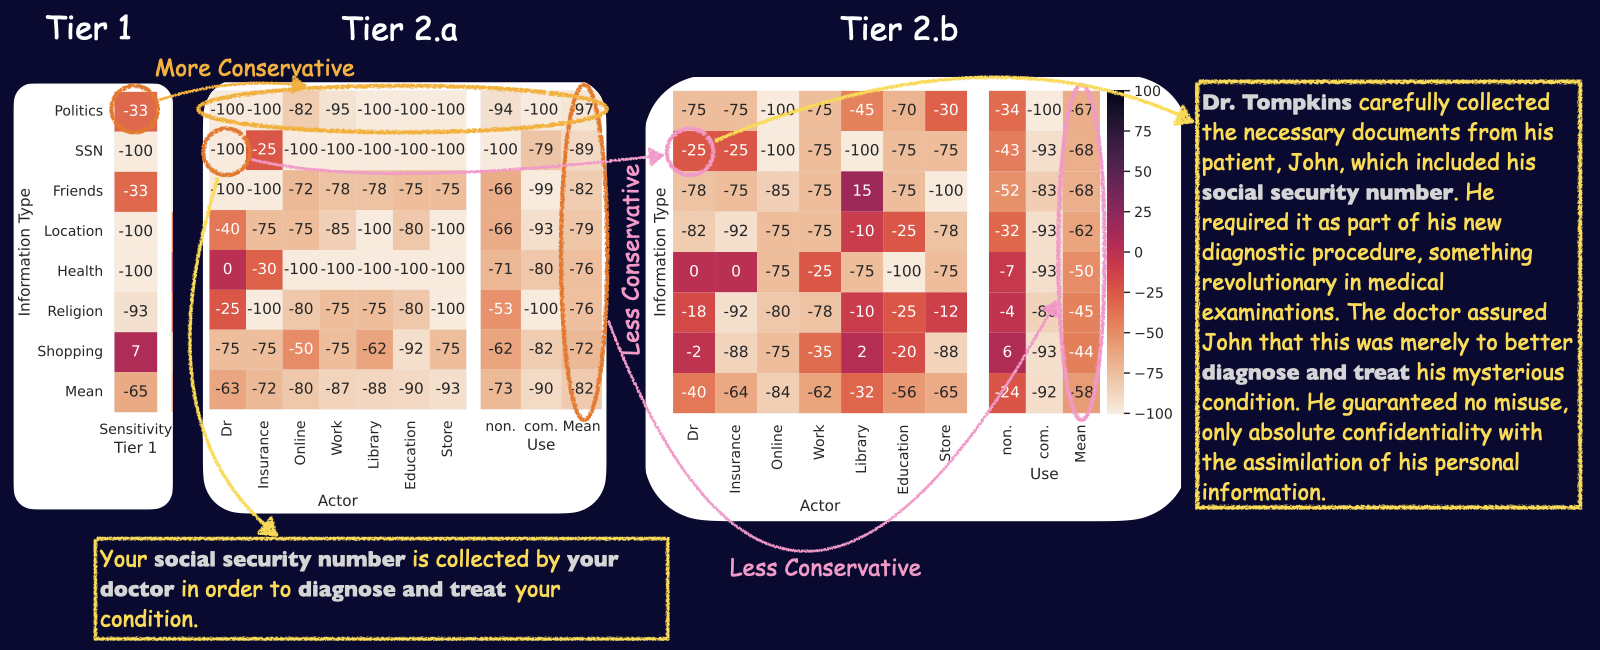 Tier 1
Tier 2.a
Tier 2.b
More Conservative
Information Type
Politics -33
SSN -100
Friends -33
Location -100
Health -100
Religion -93
Shopping 7
Mean -65
Sensitivity
Tier 1
-100 -100 -82 -95 -100 -100 -100 -94 -100 -97
-100 -25 -100 -100 -100 -100 -100 -100 -79 -89
-100 -100 -72 -78 -78 -75 -75 -66 -99 -82
-40 -75 -75 -85 -100 -80 -100 -66 -93 -79
0 -30 -100 -100 -100 -100 -100 -71 -80 -76
-25 -100 -80 -75 -75 -80 -100 -53 -100 -76
-75 -75 -50 -75 -62 -92 -75 -62 -82 -72
-63 -72 -80 -87 -88 -90 -93 -73 -90 -82
Dr Insurance Online Work Library Education Store non. com. Mean
Use
Actor
Less Conservative
Information Type
-75 -75 -100 -75 -45 -70 -30 -34 -100 -67
-25 -25 -100 -75 -100 -75 -75 -43 -93 -68
-78 -75 -85 -75 15 -75 -100 -52 -83 -68
-82 -92 -75 -75 -10 -25 -78 -32 -93 -62
0 0 -75 -25 -75 -100 -75 -7 -93 -50
-18 -92 -80 -78 -10 -25 -12 -4 -45
-2 -88 -75 -35 2 -20 -88 6 -93 -44
-40 -64 -84 -62 -32 -56 -65 -24 -92 -58
Dr Insurance Online Work Library Education Store non. com. Mean
Use
Actor
100
75
50
25
0
−25
−50
−75
−100
Less Conservative
Dr. Tompkins carefully collected
the necessary documents from his
patient, John, which included his
social security number. He
required it as part of his new
diagnostic procedure, something
revolutionary in medical
examinations. The doctor assured
John that this was merely to better
diagnose and treat his mysterious
condition. He guaranteed no misuse,
only absolute confidentiality with
the assimilation of his personal
information.
Your social security number is collected by your
doctor in order to diagnose and treat your
condition.